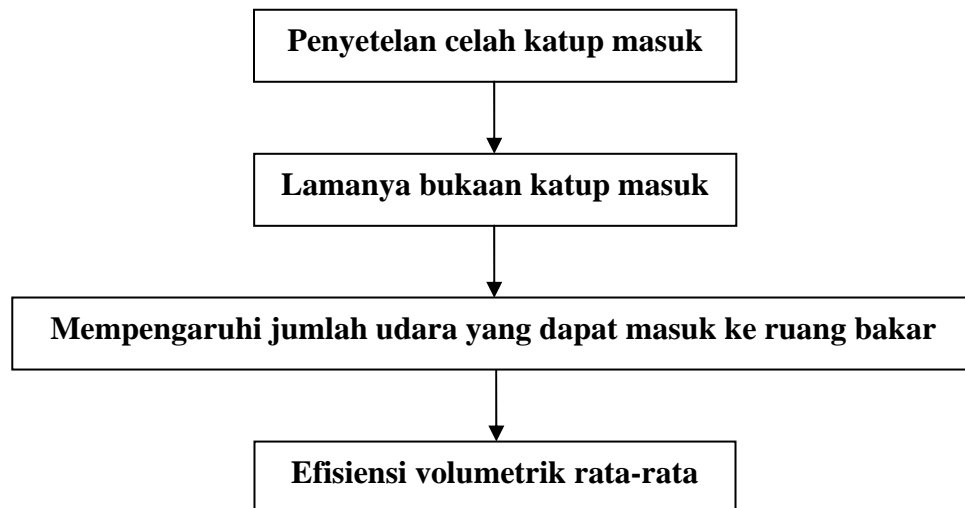 Penyetelan celah katup masuk
Lamanya bukaan katup masuk
Mempengaruhi jumlah udara yang dapat masuk ke ruang bakar
Efisiensi volumetrik rata-rata